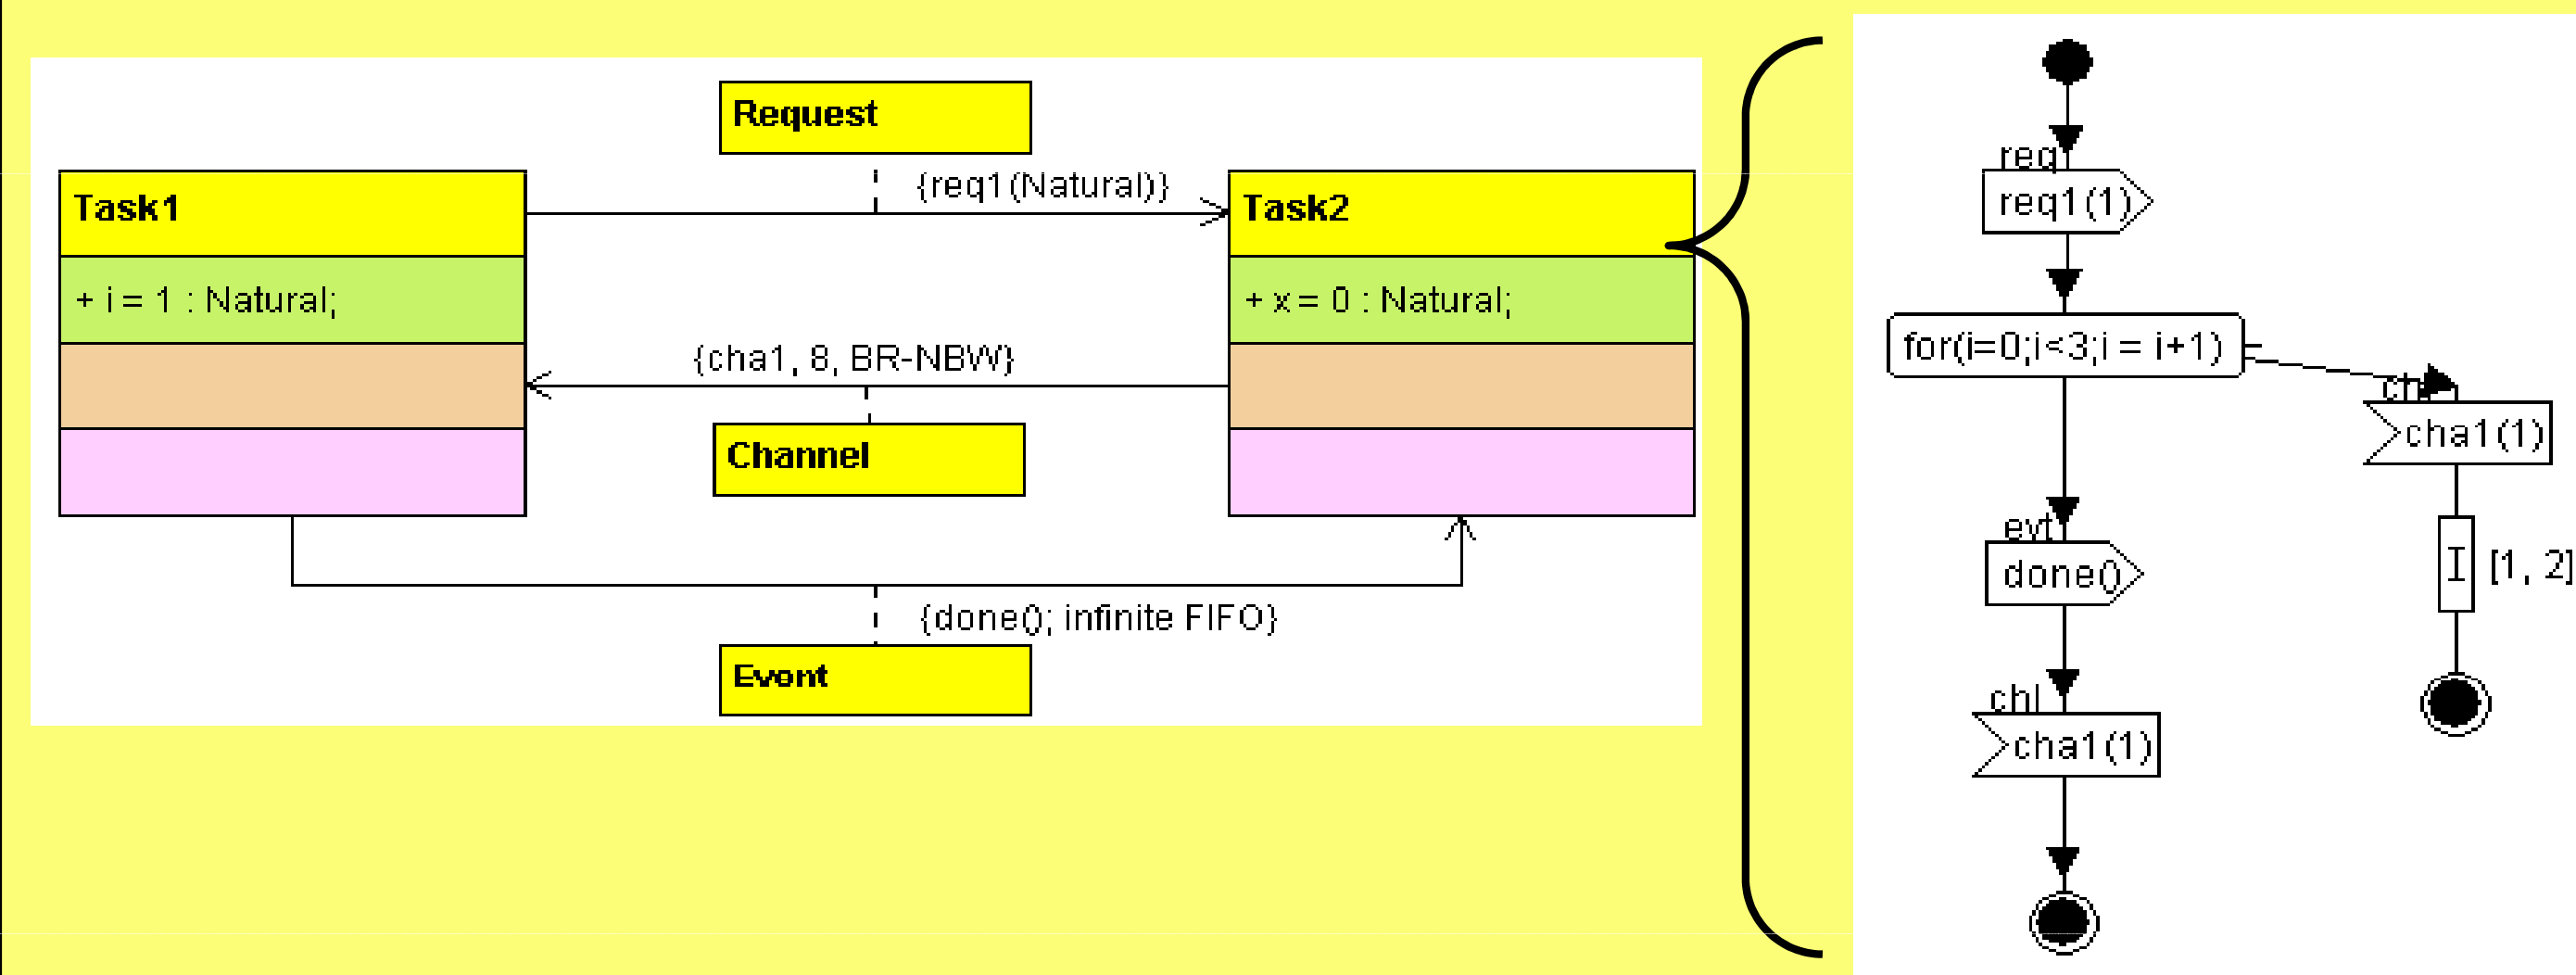 Request
{req1(Natural)}
Task1
+ i = 1 : Natural;
Task2
+ x = 0 : Natural;
{cha1, 8, BR-NBW}
Channel
{done(); infinite FIFO}
Event
req
req1(1)
for(i=0;i<3;i = i+1)
cha1(1)
[1, 2]
evt
done()
chl
cha1(1)